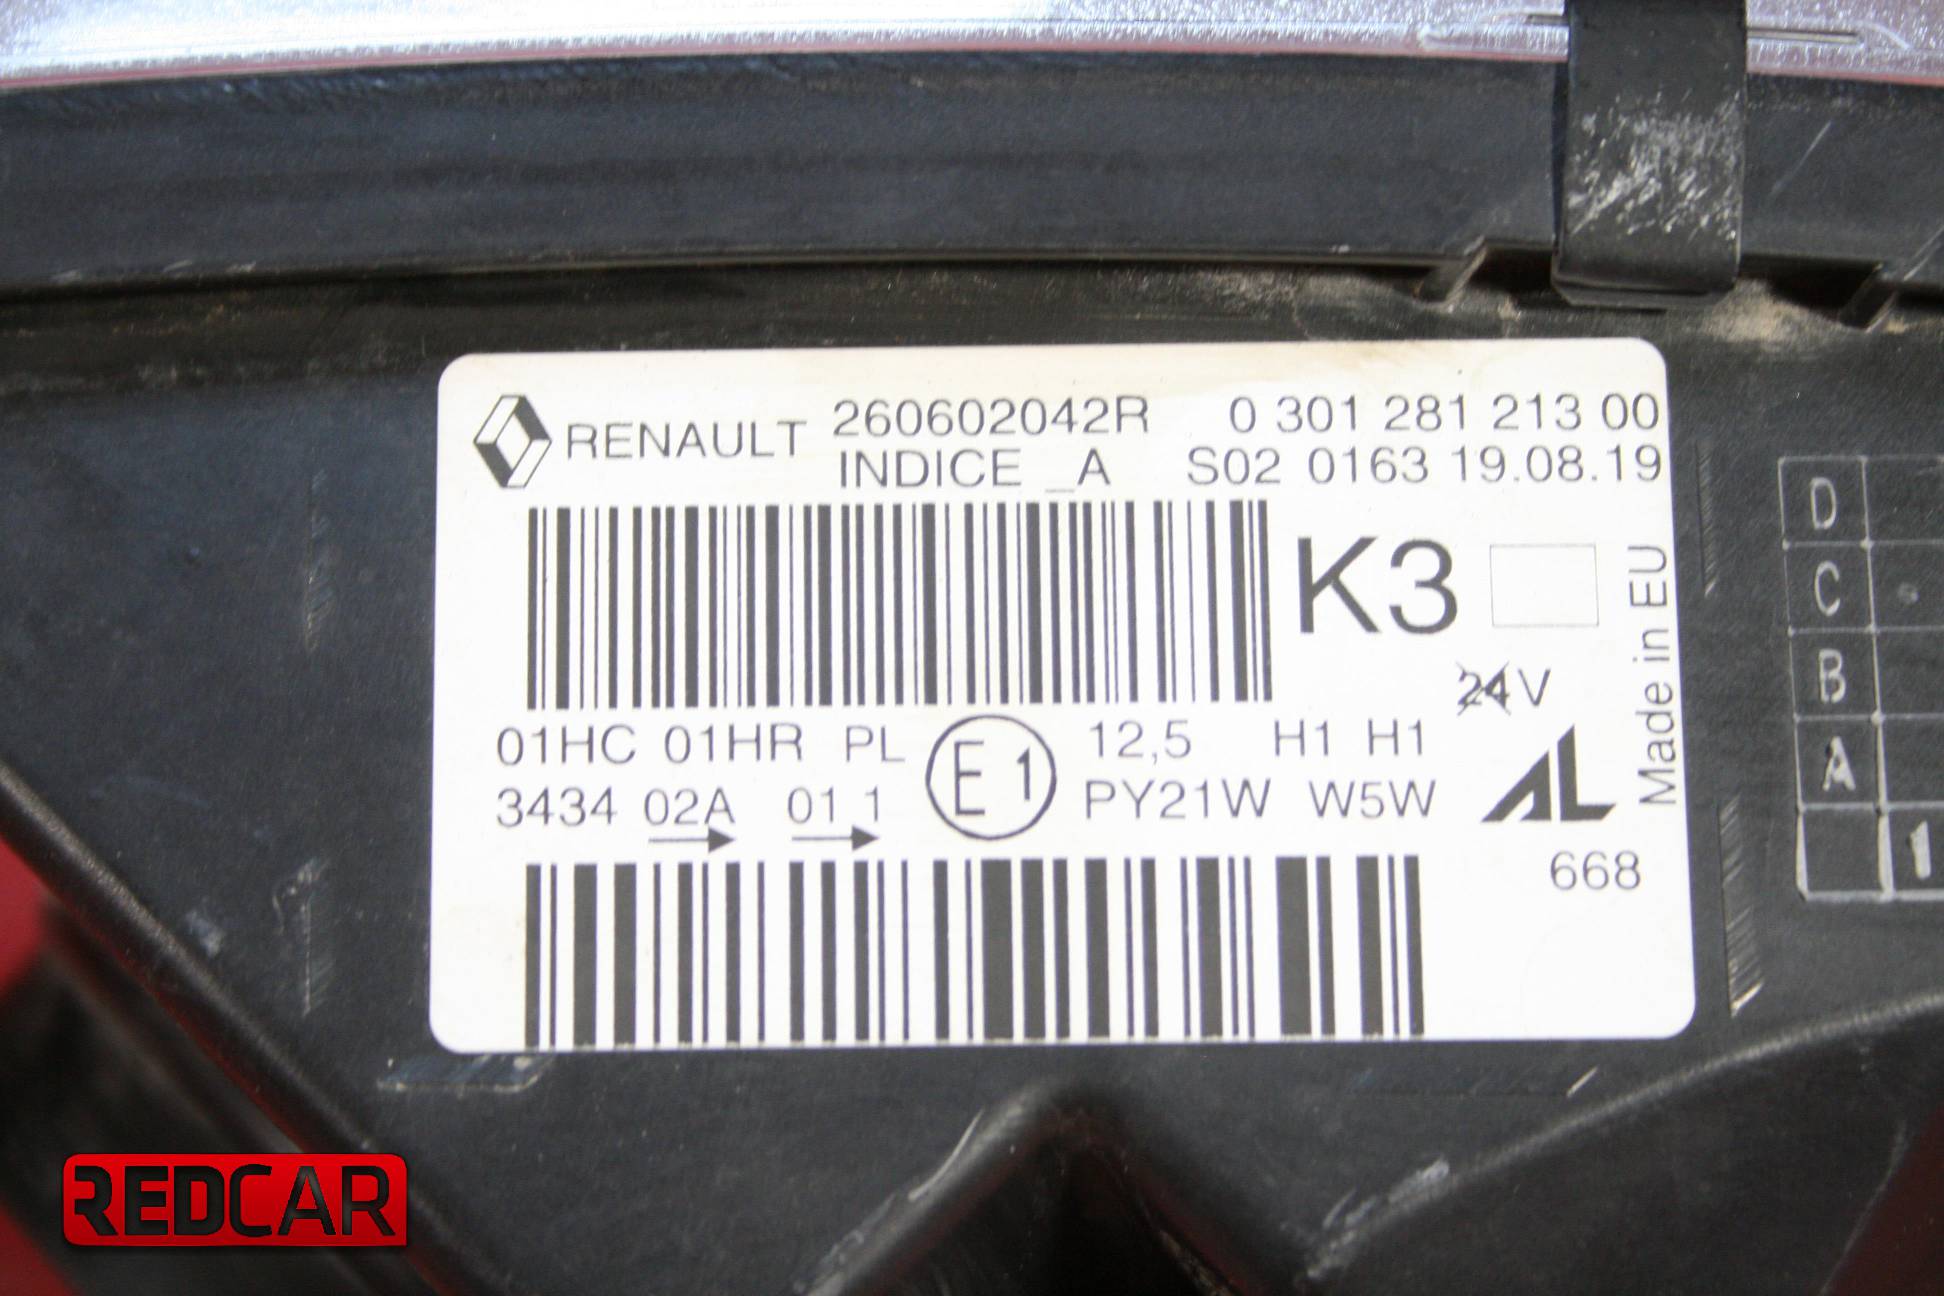 RENAULT 260602042R 0 301 281 213 00
INDICE _A S02 0163 19.08.19
K3
24V
Made in EU
01HC 01HR PL E1 12,5 H1 H1
3434 02A 01 1 PY21W W5W
AL
668
D
C
B
A
1
REDCAR